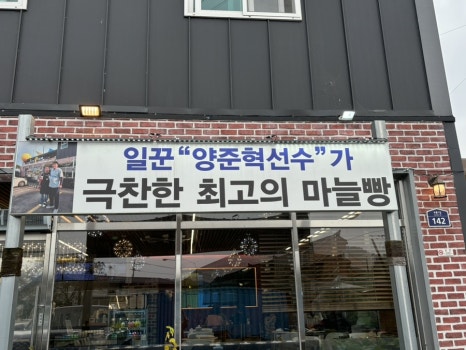 일꾼 "양준혁선수"가
극찬한 최고의 마늘빵
142